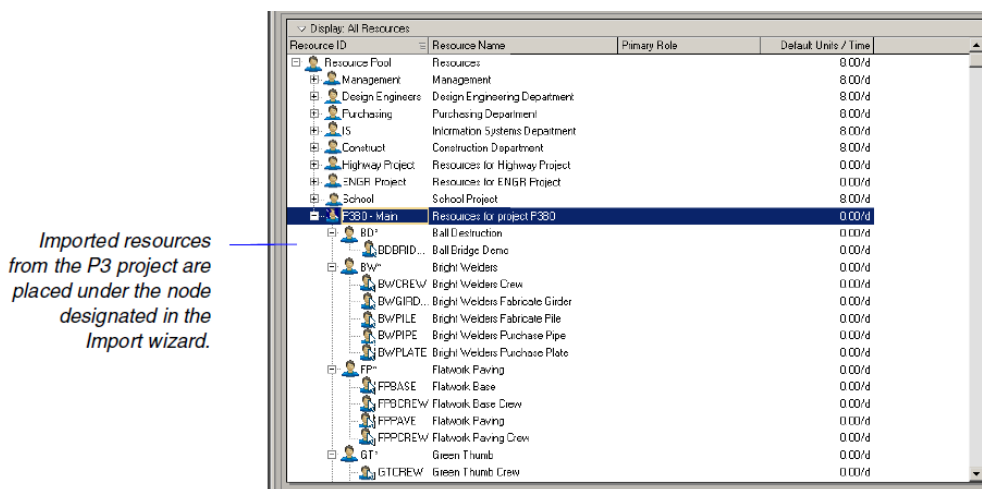 Display: All Resources
Resource ID Resource Name Primary Role Default Units / Time
Resource Pool Resources 8.00/d
Management Management 8.00/d
Design Engineers Design Engineering Department 8.00/d
Purchasing Purchasing Department 8.00/d
IS Information Systems Department 8.00/d
Construct Construction Department 8.00/d
Highway Project Resources for Highway Project 0.00/d
ENGR Project Resources for ENGR Project 0.00/d
School School Project 8.00/d
P380 - Main Resources for project P380 0.00/d
BD* Ball Destruction 0.00/d
BDBRID... Ball Bridge Demo 0.00/d
BW* Bright Welders 0.00/d
BWCREW Bright Welders Crew 0.00/d
BWGIRD... Bright Welders Fabricate Girder 0.00/d
BWPILE Bright Welders Fabricate Pile 0.00/d
BWPIPE Bright Welders Purchase Pipe 0.00/d
BWPLATE Bright Welders Purchase Plate 0.00/d
FP* Flatwork Paving 0.00/d
FPBASE Flatwork Base 0.00/d
FPBCREW Flatwork Base Crew 0.00/d
FPPAVE Flatwork Paving 0.00/d
FPPCREW Flatwork Paving Crew 0.00/d
GT* Green Thumb 0.00/d
GTCREW Green Thumb Crew 0.00/d
Imported resources
from the P3 project are
placed under the node
designated in the
Import wizard.